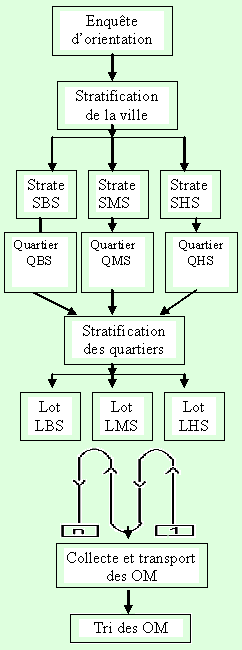 Enquête
d'orientation
Stratification
de la ville
Strate
SBS
Strate
SMS
Strate
SHS
Quartier
QBS
Quartier
QMS
Quartier
QHS
Stratification
des quartiers
Lot
LBS
Lot
LMS
Lot
LHS
n
1
Collecte et transport
des OM
Tri des OM